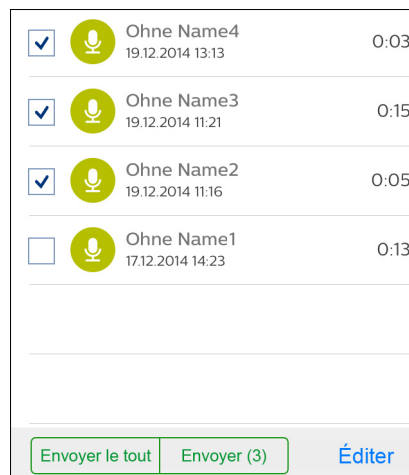 Ohne Name4
19.12.2014 13:13
0:03
Ohne Name3
19.12.2014 11:21
0:15
Ohne Name2
19.12.2014 11:16
0:05
Ohne Name1
17.12.2014 14:23
0:13
Envoyer le tout
Envoyer (3)
Éditer